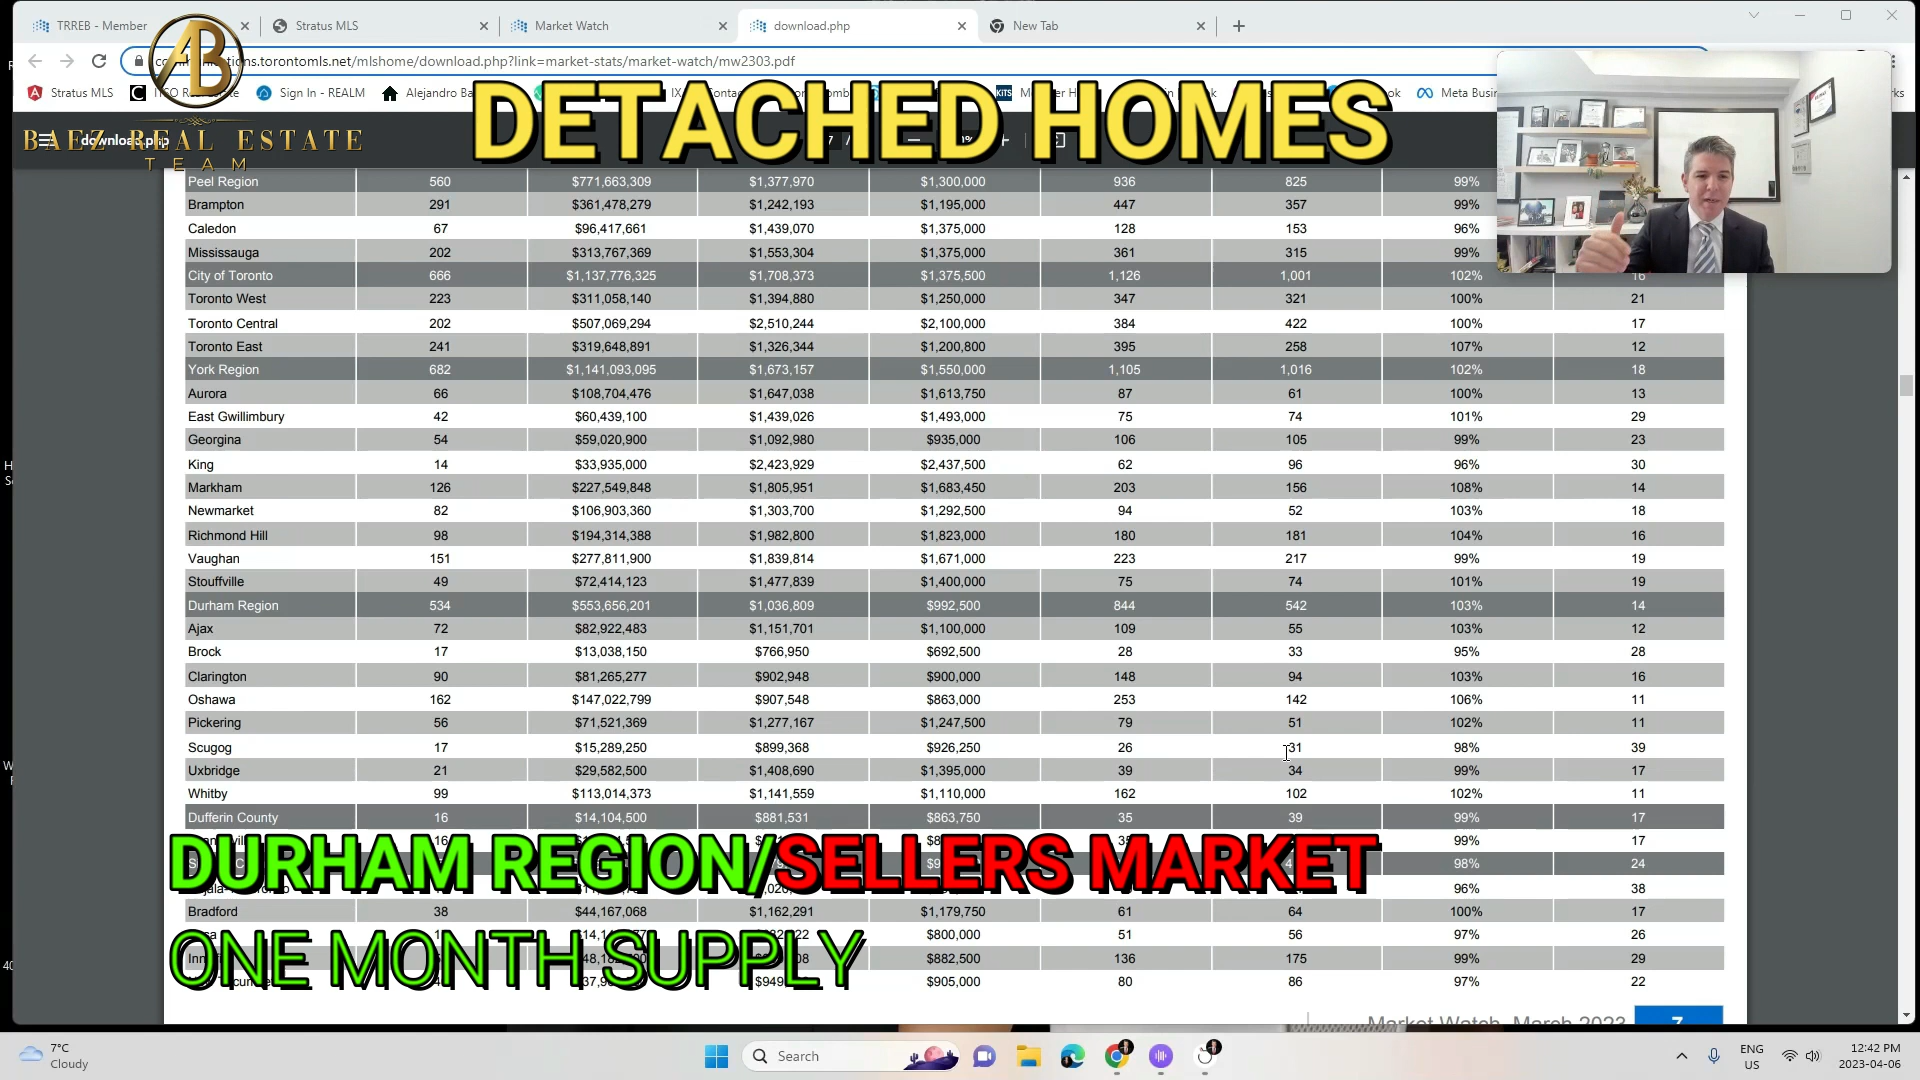 TRREB - Member
Stratus MLS
Market Watch
download.php
New Tab
torontomls.net/mlshome/download.php?link=market-stats/market-watch/mw2303.pdf
Stratus MLS
Sign In - REALM
Meta
AB
BAEZ REAL ESTATE
TEAM
download.php
DETACHED HOMES
Peel Region 560 $771,663,309 $1,377,970 $1,300,000 936 825 99%
Brampton 291 $361,478,279 $1,242,193 $1,195,000 447 357 99%
Caledon 67 $96,417,661 $1,439,070 $1,375,000 128 153 96%
Mississauga 202 $313,767,369 $1,553,304 $1,375,000 361 315 99%
City of Toronto 666 $1,137,776,325 $1,708,373 $1,375,500 1,126 1,001 102% 16
Toronto West 223 $311,058,140 $1,394,880 $1,250,000 347 321 100% 21
Toronto Central 202 $507,069,294 $2,510,244 $2,100,000 384 422 100% 17
Toronto East 241 $319,648,891 $1,326,344 $1,200,800 395 258 107% 12
York Region 682 $1,141,093,095 $1,673,157 $1,550,000 1,105 1,016 102% 18
Aurora 66 $108,704,476 $1,647,038 $1,613,750 87 61 100% 13
East Gwillimbury 42 $60,439,100 $1,439,026 $1,493,000 75 74 101% 29
Georgina 54 $59,020,900 $1,092,980 $935,000 106 105 99% 23
King 14 $33,935,000 $2,423,929 $2,437,500 62 96 96% 30
Markham 126 $227,549,848 $1,805,951 $1,683,450 203 156 108% 14
Newmarket 82 $106,903,360 $1,303,700 $1,292,500 94 52 103% 18
Richmond Hill 98 $194,314,388 $1,982,800 $1,823,000 180 181 104% 16
Vaughan 151 $277,811,900 $1,839,814 $1,671,000 223 217 99% 19
Stouffville 49 $72,414,123 $1,477,839 $1,400,000 75 74 101% 19
Durham Region 534 $553,656,201 $1,036,809 $992,500 844 542 103% 14
Ajax 72 $82,922,483 $1,151,701 $1,100,000 109 55 103% 12
Brock 17 $13,038,150 $766,950 $692,500 28 33 95% 28
Clarington 90 $81,265,277 $902,948 $900,000 148 94 103% 16
Oshawa 162 $147,022,799 $907,548 $863,000 253 142 106% 11
Pickering 56 $71,521,369 $1,277,167 $1,247,500 79 51 102% 11
Scugog 17 $15,289,250 $899,368 $926,250 26 31 98% 39
Uxbridge 21 $29,582,500 $1,408,690 $1,395,000 39 34 99% 17
Whitby 99 $113,014,373 $1,141,559 $1,110,000 162 102 102% 11
Dufferin County 16 $14,104,500 $881,531 $863,750 35 39 99% 17
99% 17
DURHAM REGION/SELLERS MARKET
98% 24
96% 38
Bradford 38 $44,167,068 $1,162,291 $1,179,750 61 64 100% 17
$800,000 51 56 97% 26
ONE MONTH SUPPLY
$882,500 136 175 99% 29
$905,000 80 86 97% 22
Market Watch, March 2023 7
7°C
Cloudy
Search
ENG
US
12:42 PM
2023-04-06